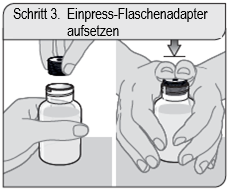 Schritt 3. Einpress-Flaschenadapter
aufsetzen